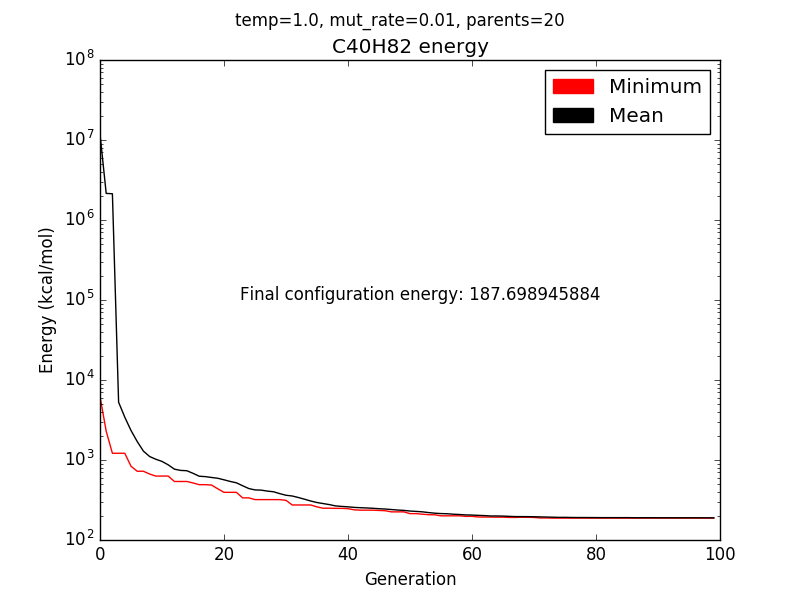 temp=1.0, mut_rate=0.01, parents=20
C40H82 energy
10^8
10^7
10^6
10^5
10^4
10^3
10^2
Energy (kcal/mol)
Minimum
Mean
Final configuration energy: 187.698945884
0 20 40 60 80 100
Generation